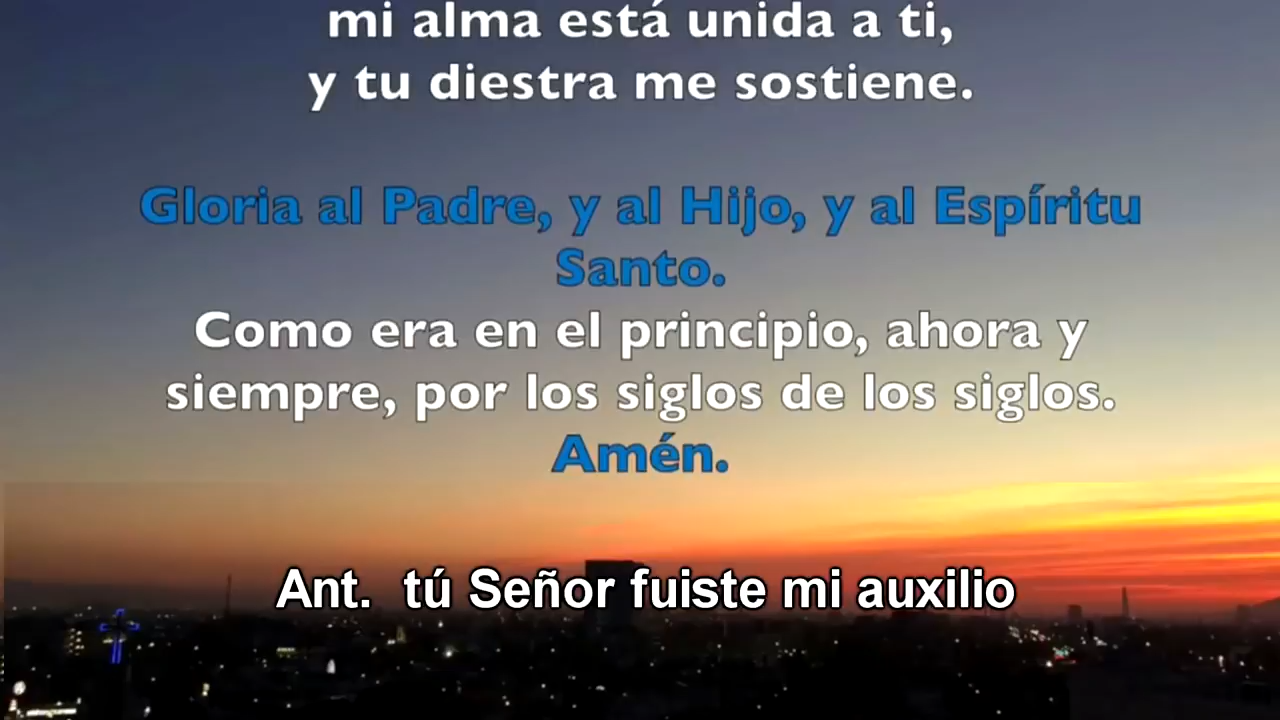 mi alma está unida a ti,
y tu diestra me sostiene.
Gloria al Padre, y al Hijo, y al Espíritu
Santo.
Como era en el principio, ahora y
siempre, por los siglos de los siglos.
Amén.
Ant.  tú Señor fuiste mi auxilio